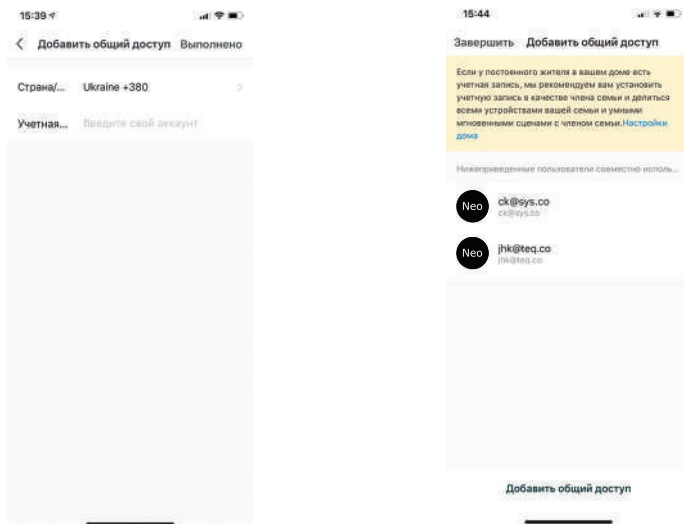 15:39
Добавить общий доступ Выполнено
Страна/... Ukraine +380
Учетная... Введите свой аккаунт
15:44
Завершить Добавить общий доступ
Если у постоянного жителя в вашем доме есть
учетная запись, мы рекомендуем вам установить
учетную запись в качестве члена семьи и делиться
всеми устройствами вашей семьи и умными
мгновенными сценами с членом семьи.Настройки
дома
Нижеприведенные пользователи совместно исполь...
Neo ck@sys.co
ck@sys.co
Neo jhk@teq.co
jhk@teq.co
Добавить общий доступ